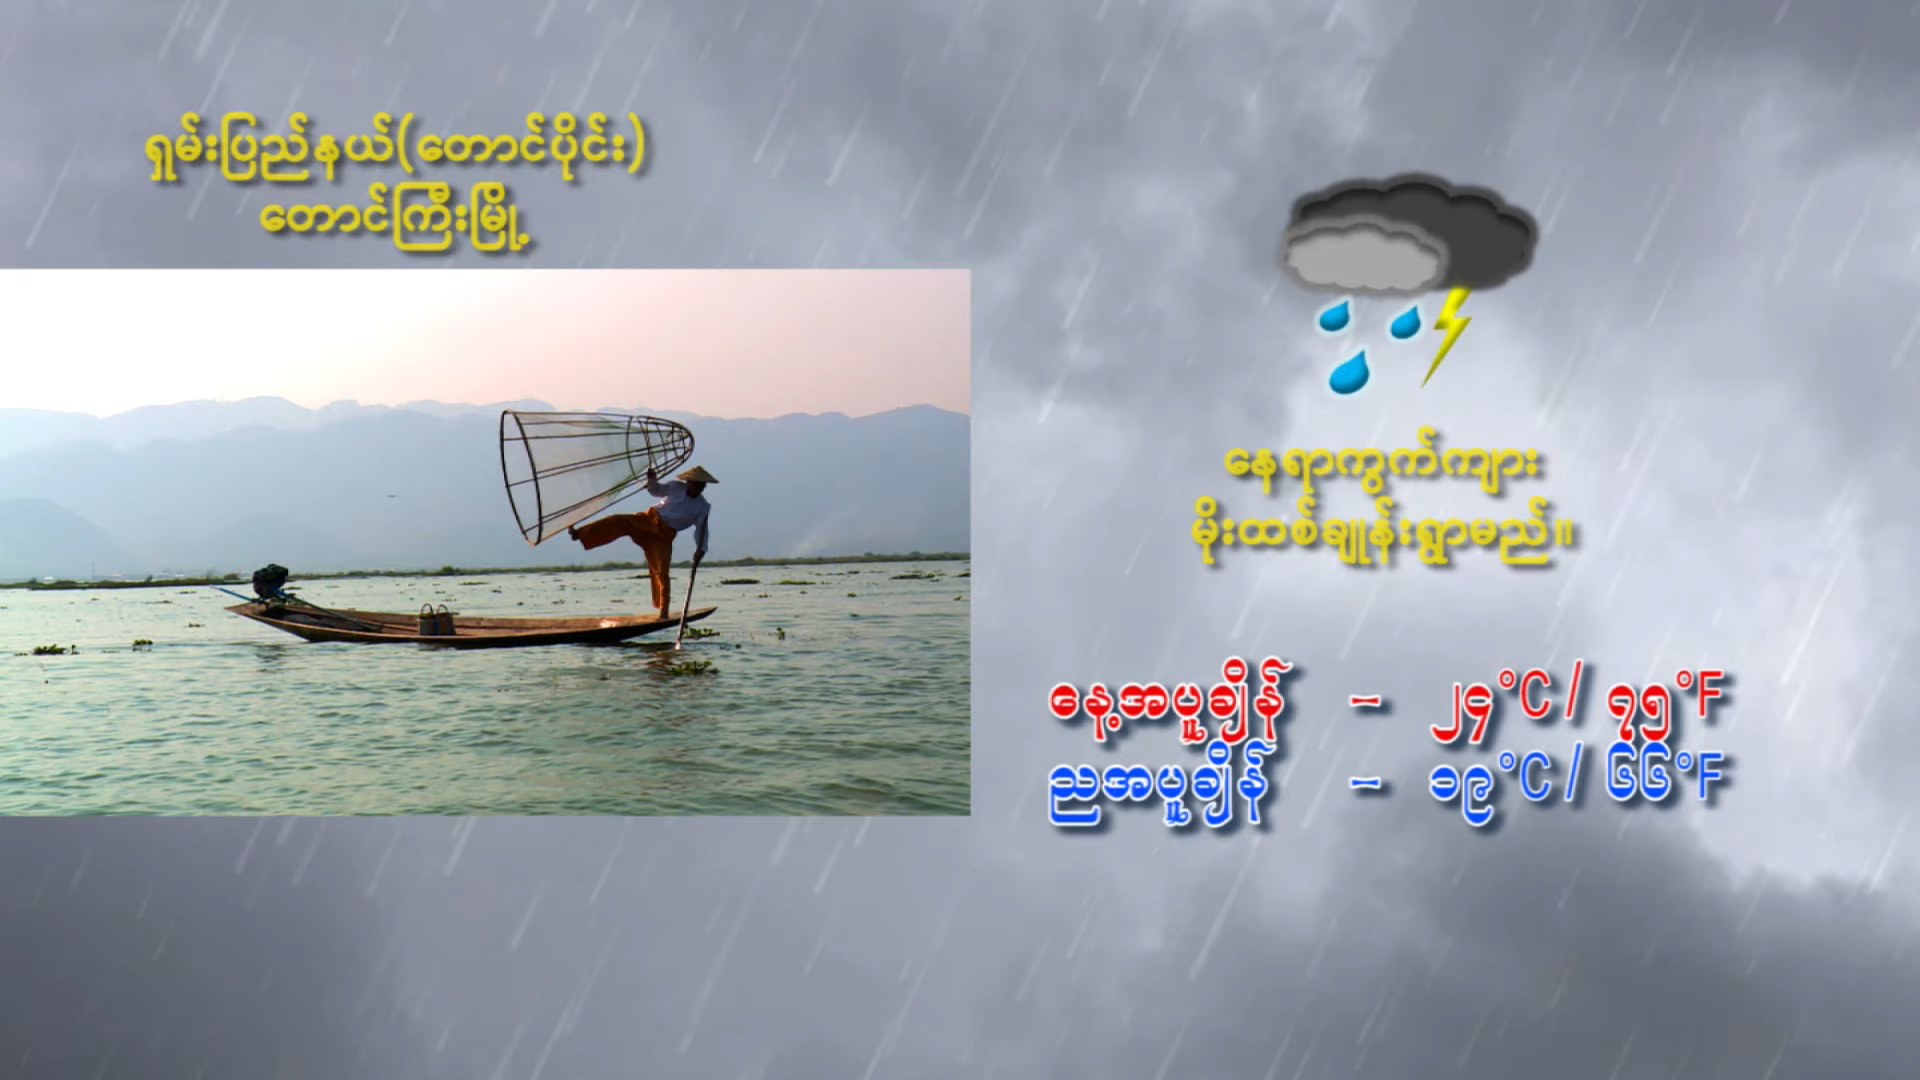 ရှမ်းပြည်နယ်(တောင်ပိုင်း)
တောင်ကြီးမြို့
နေရာကွက်ကျား
မိုးထစ်ချုန်းရွာမည်။
နေ့အပူချိန် - ၂၄°C / ၇၅°F
ညအပူချိန် - ၁၉°C / ၆၆°F